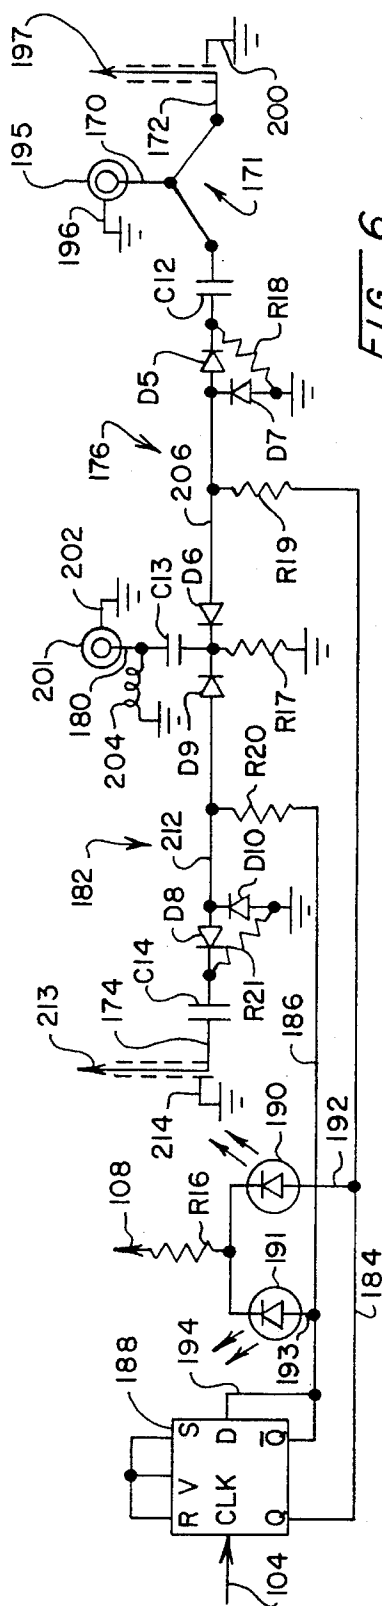 197
195
170
172
196
200
171
C12
R18
D5
D7
176
206
R19
202
201
180
D6
C13
204
D9
R17
R20
182
212
D10
D8
C14
R21
213
174
186
214
190
108
R16
192
191
184
194
193
188
R V S
CLK D
Q Q̅
104
FIG 6